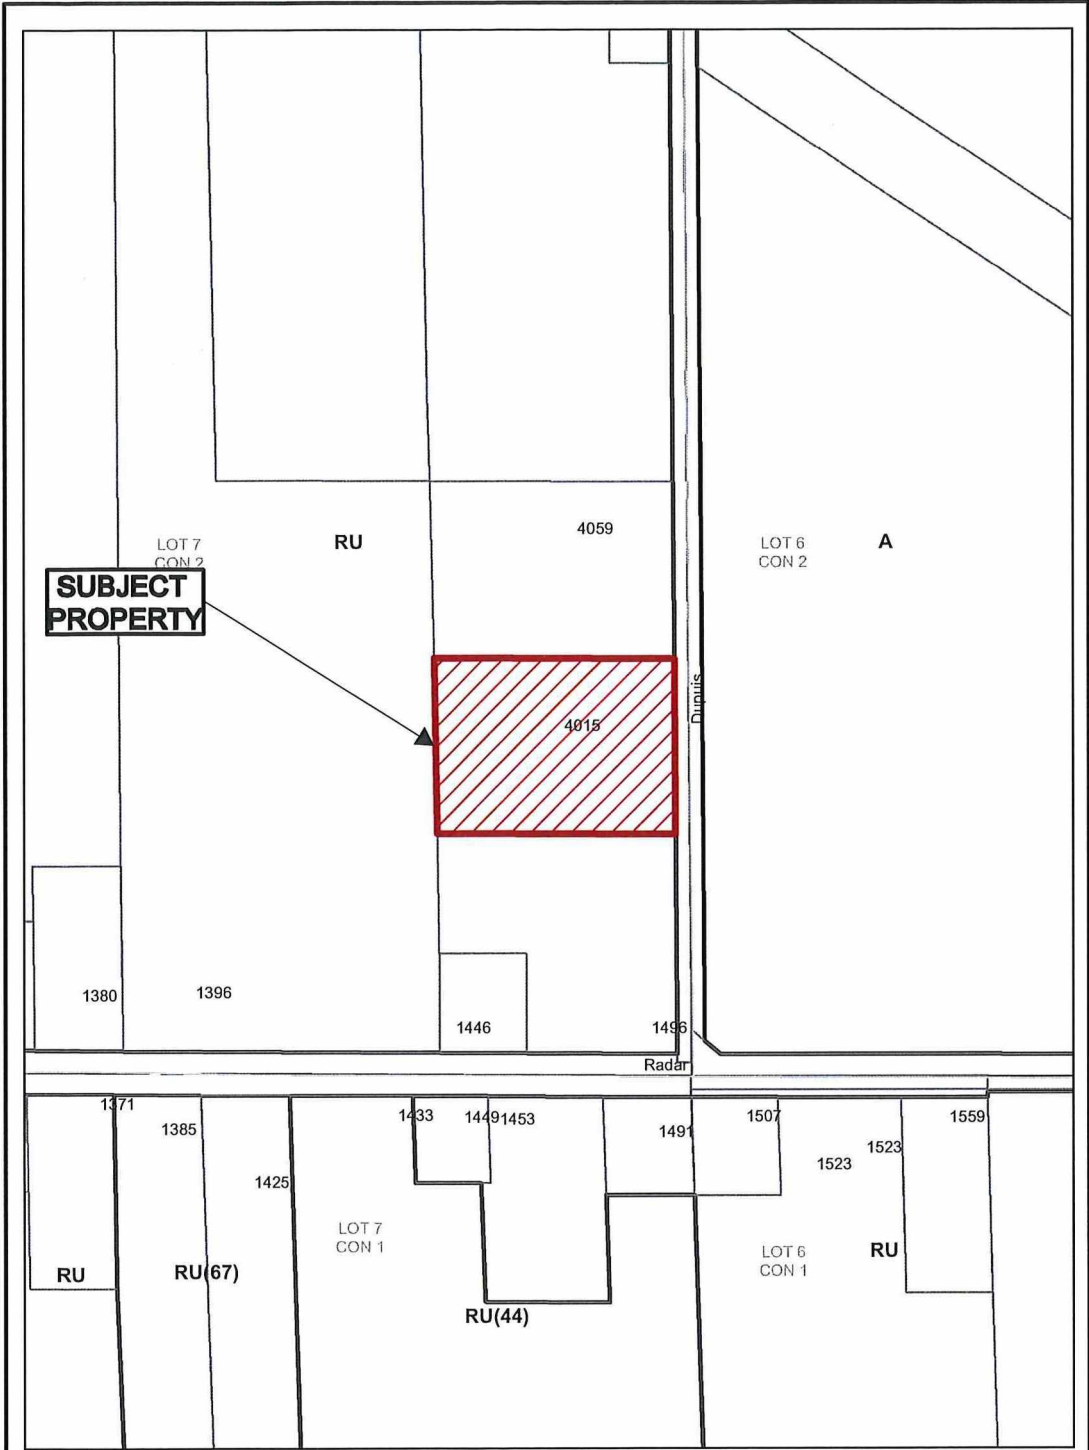 4059
LOT 7
CON 2
RU
LOT 6
CON 2
A
SUBJECT
PROPERTY
Dupuis
4015
1380
1396
1446
1496
Radar
1371
1385
1425
1433
1449
1453
1491
1507
1523
1523
1559
LOT 7
CON 1
LOT 6
CON 1
RU
RU
RU(67)
RU(44)